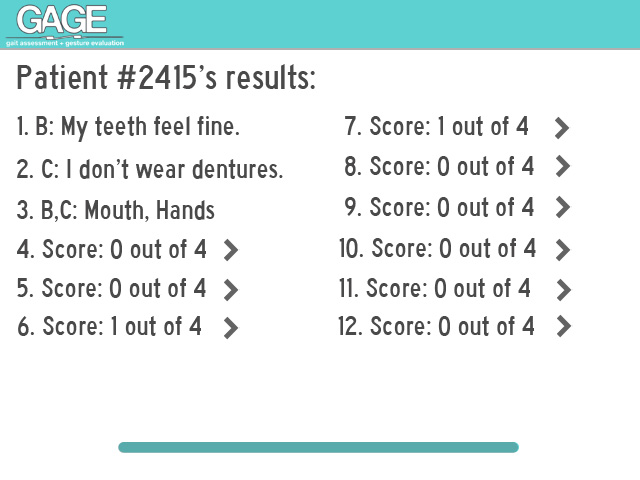 GAGE
gait assessment + gesture evaluation
Patient #2415's results:
1. B: My teeth feel fine.
2. C: I don't wear dentures.
3. B,C: Mouth, Hands
4. Score: 0 out of 4
5. Score: 0 out of 4
6. Score: 1 out of 4
7. Score: 1 out of 4
8. Score: 0 out of 4
9. Score: 0 out of 4
10. Score: 0 out of 4
11. Score: 0 out of 4
12. Score: 0 out of 4